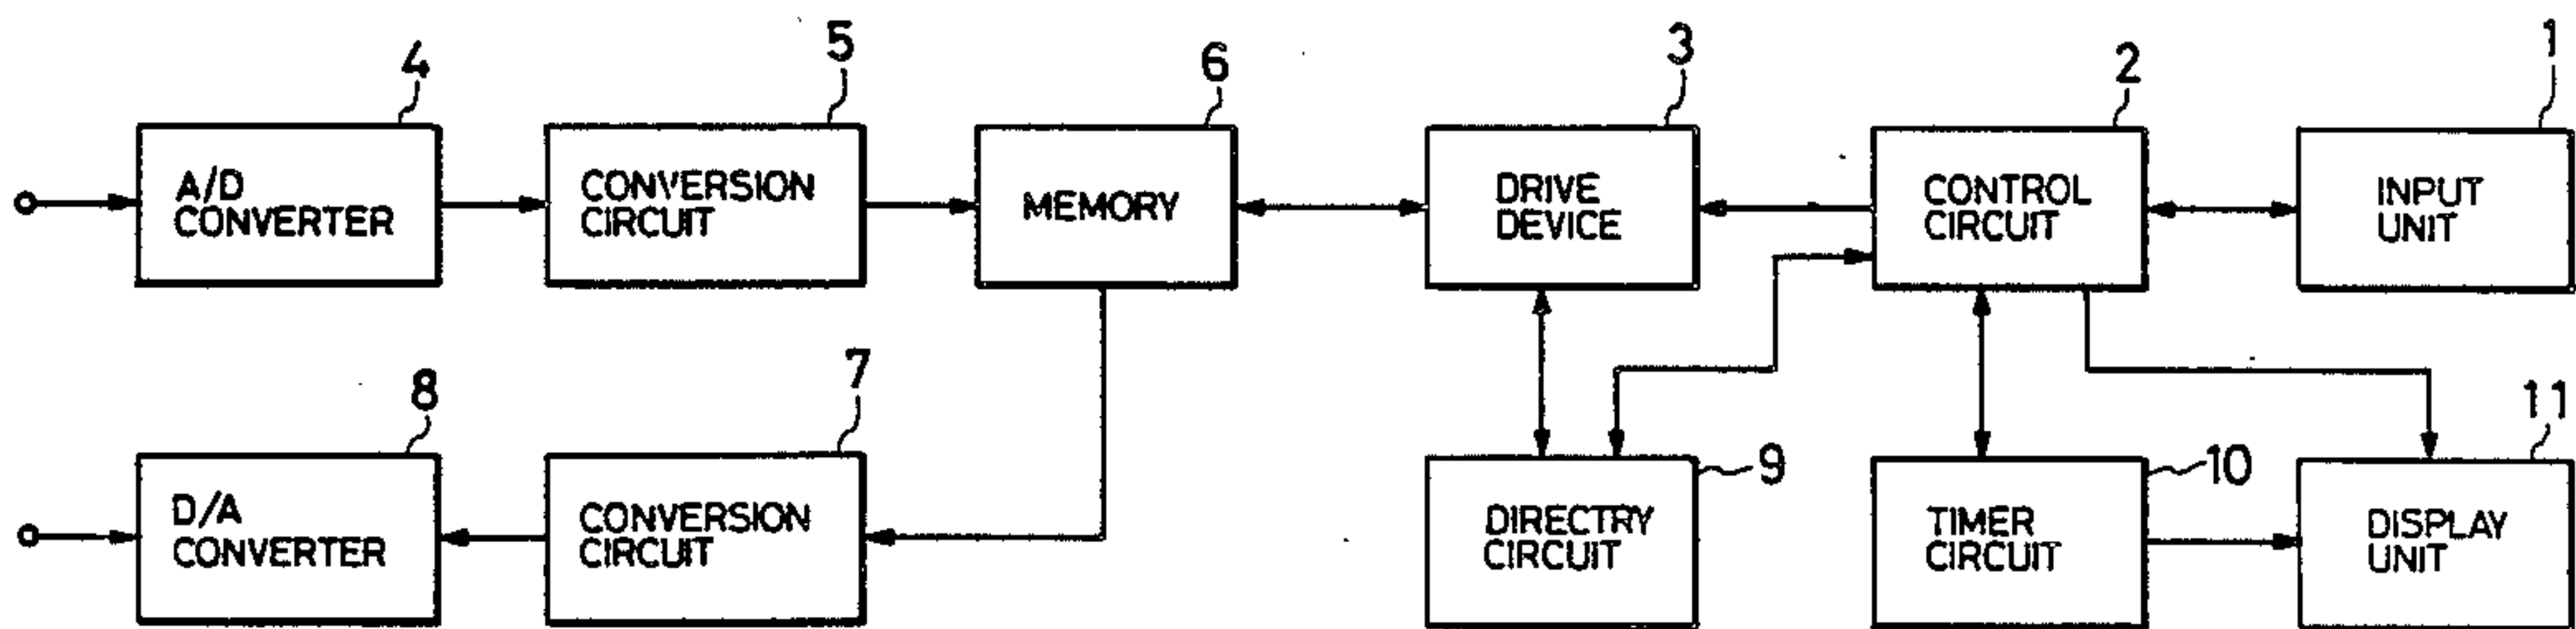 4
5
6
3
2
1
A/D
CONVERTER
CONVERSION
CIRCUIT
MEMORY
DRIVE
DEVICE
CONTROL
CIRCUIT
INPUT
UNIT
8
7
9
10
11
D/A
CONVERTER
CONVERSION
CIRCUIT
DIRECTRY
CIRCUIT
TIMER
CIRCUIT
DISPLAY
UNIT